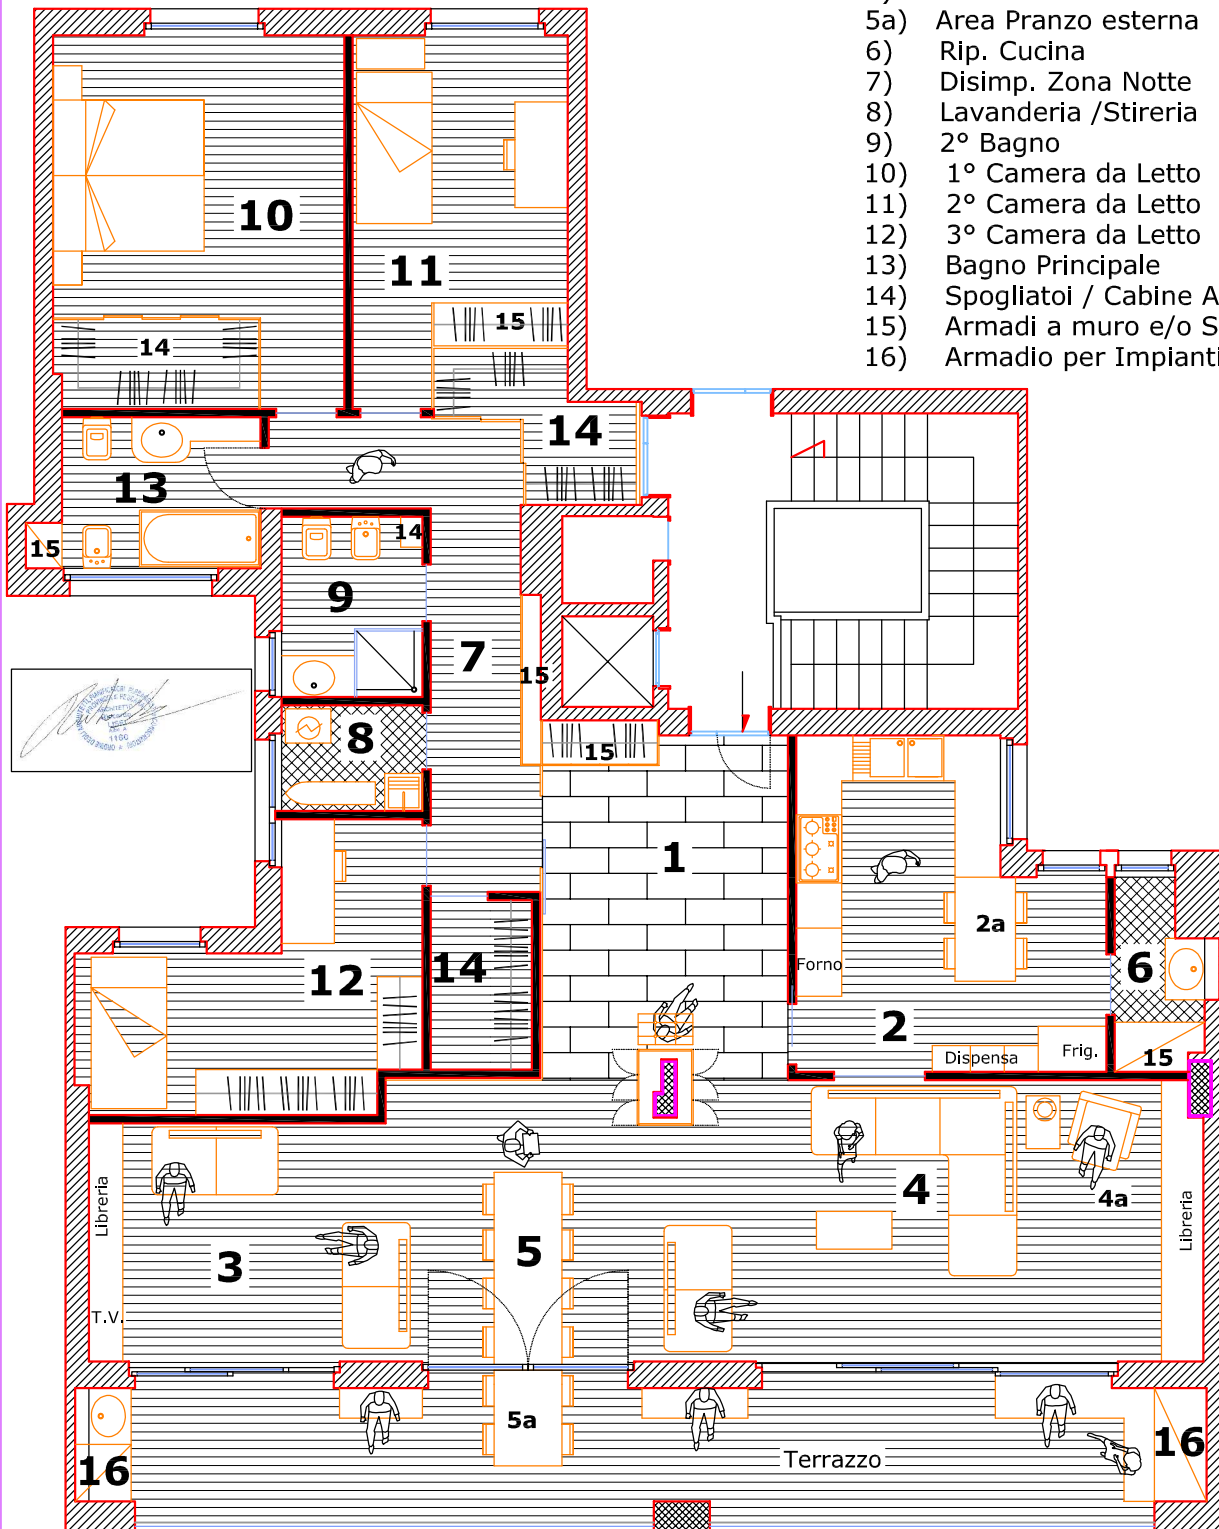 5a) Area Pranzo esterna
6) Rip. Cucina
7) Disimp. Zona Notte
8) Lavanderia /Stireria
9) 2° Bagno
10) 1° Camera da Letto
11) 2° Camera da Letto
12) 3° Camera da Letto
13) Bagno Principale
14) Spogliatoi / Cabine A
15) Armadi a muro e/o S
16) Armadio per Impianti
10
11
15
14
14
13
15
14
9
7
15
8
15
1
2a
Forno
6
12
14
2
Dispensa
Frig.
15
Libreria
4
4a
Libreria
3
5
T.V.
5a
16
Terrazzo
16